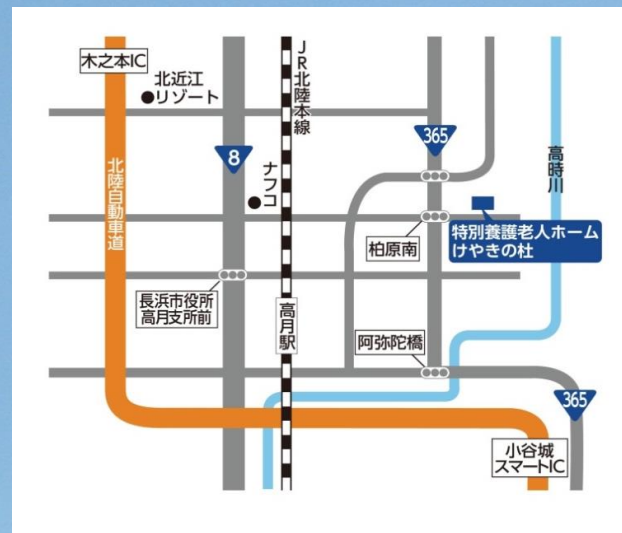 木之本IC
北近江
リゾート
JR北陸本線
365
8
北陸自動車道
ナフコ
高時川
柏原南
特別養護老人ホーム
けやきの杜
長浜市役所
高月支所前
高月駅
阿弥陀橋
365
小谷城
スマートIC